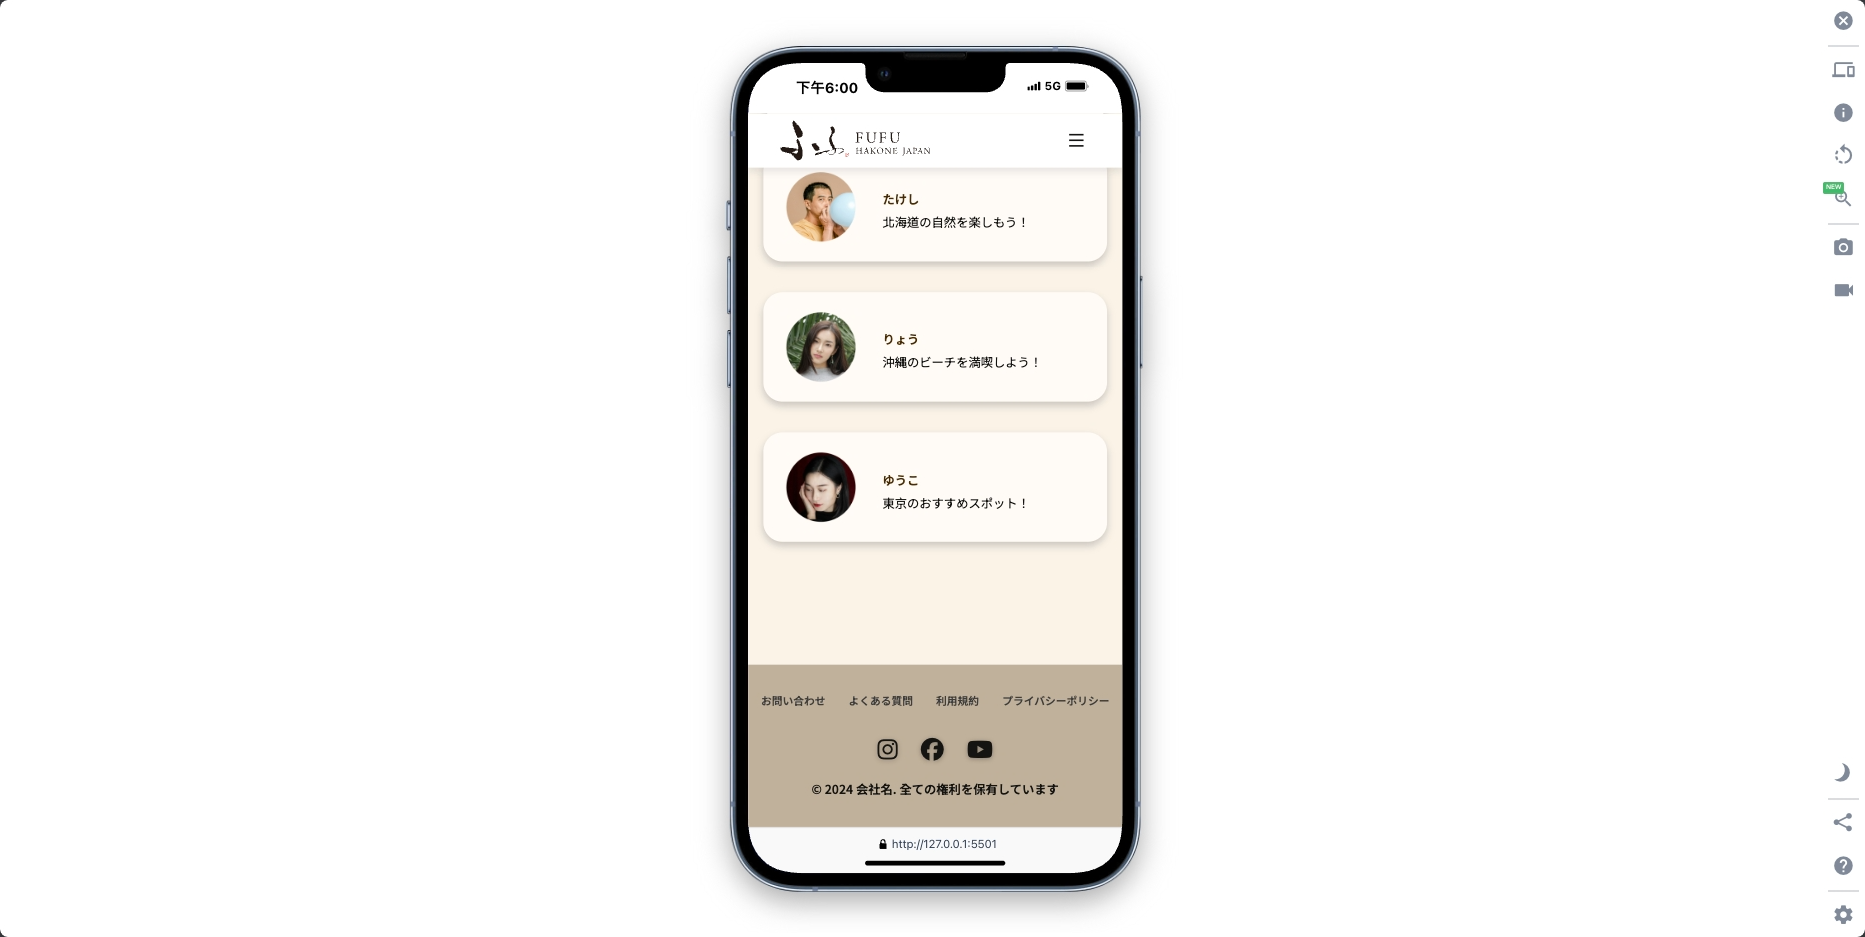 下午6:00
5G
ふふ
FUFU
HAKONE JAPAN
NEW
たけし
北海道の自然を楽しもう！
りょう
沖縄のビーチを満喫しよう！
ゆうこ
東京のおすすめスポット！
お問い合わせ よくある質問 利用規約 プライバシーポリシー
© 2024 会社名. 全ての権利を保有しています
http://127.0.0.1:5501